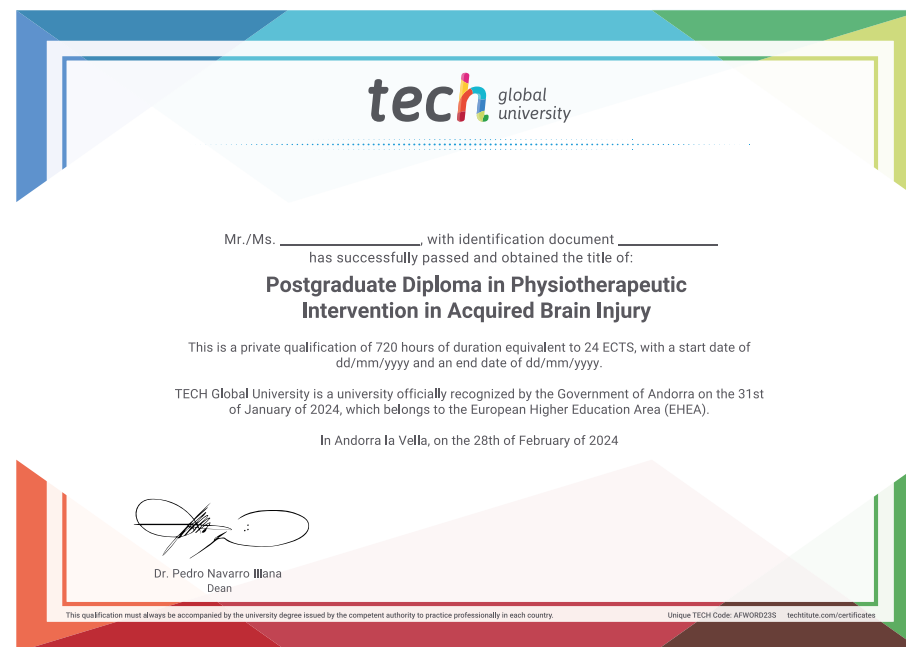 tech global university
Mr./Ms. ____________________, with identification document ______________
has successfully passed and obtained the title of:
Postgraduate Diploma in Physiotherapeutic
Intervention in Acquired Brain Injury
This is a private qualification of 720 hours of duration equivalent to 24 ECTS, with a start date of
dd/mm/yyyy and an end date of dd/mm/yyyy.
TECH Global University is a university officially recognized by the Government of Andorra on the 31st
of January of 2024, which belongs to the European Higher Education Area (EHEA).
In Andorra la Vella, on the 28th of February of 2024
Dr. Pedro Navarro Illana
Dean
This qualification must always be accompanied by the university degree issued by the competent authority to practice professionally in each country. Unique TECH Code: AFWORD23S techtitute.com/certificates